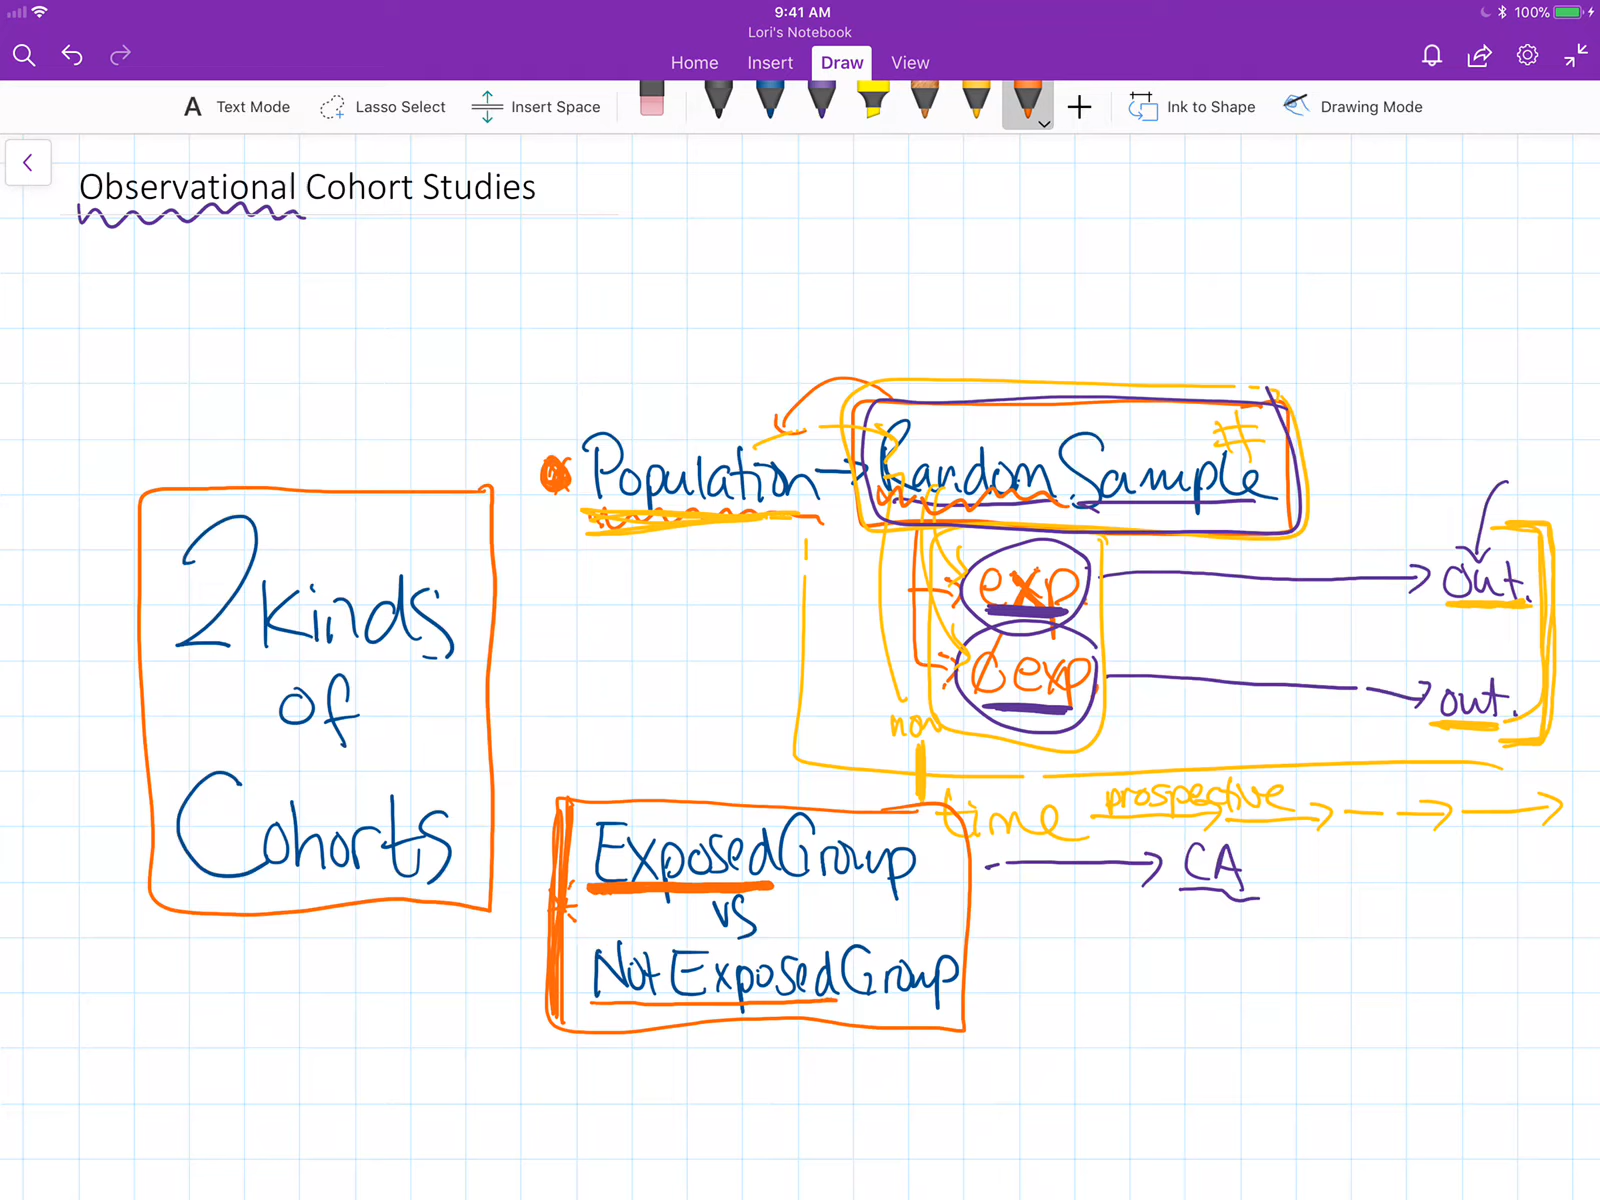 9:41 AM
100%
Lori's Notebook
Home Insert Draw View
A Text Mode Lasso Select Insert Space Ink to Shape Drawing Mode
Observational Cohort Studies
#
Population → Random Sample
2 kinds
of
Cohorts
exp → out.
∅ exp → out.
now
time prospective
Exposed Group → CA
vs
Not Exposed Group